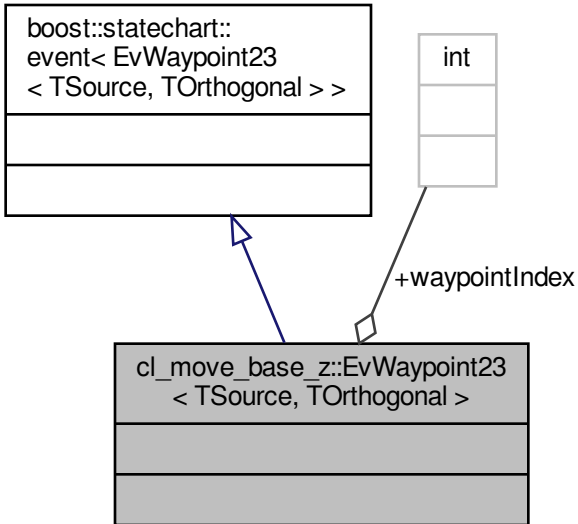 boost::statechart::
event< EvWaypoint23
< TSource, TOrthogonal > >
int
+waypointIndex
cl_move_base_z::EvWaypoint23
< TSource, TOrthogonal >